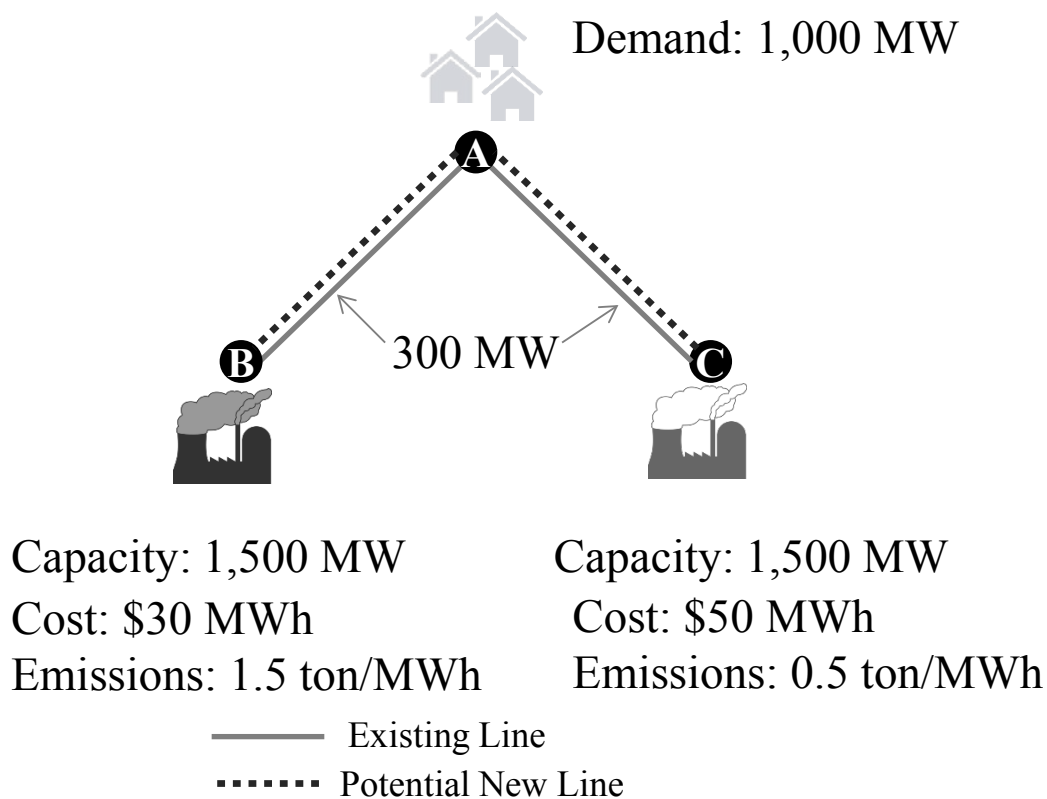 Demand: 1,000 MW
A
300 MW
B
C
Capacity: 1,500 MW
Cost: $30 MWh
Emissions: 1.5 ton/MWh
Capacity: 1,500 MW
Cost: $50 MWh
Emissions: 0.5 ton/MWh
Existing Line
Potential New Line